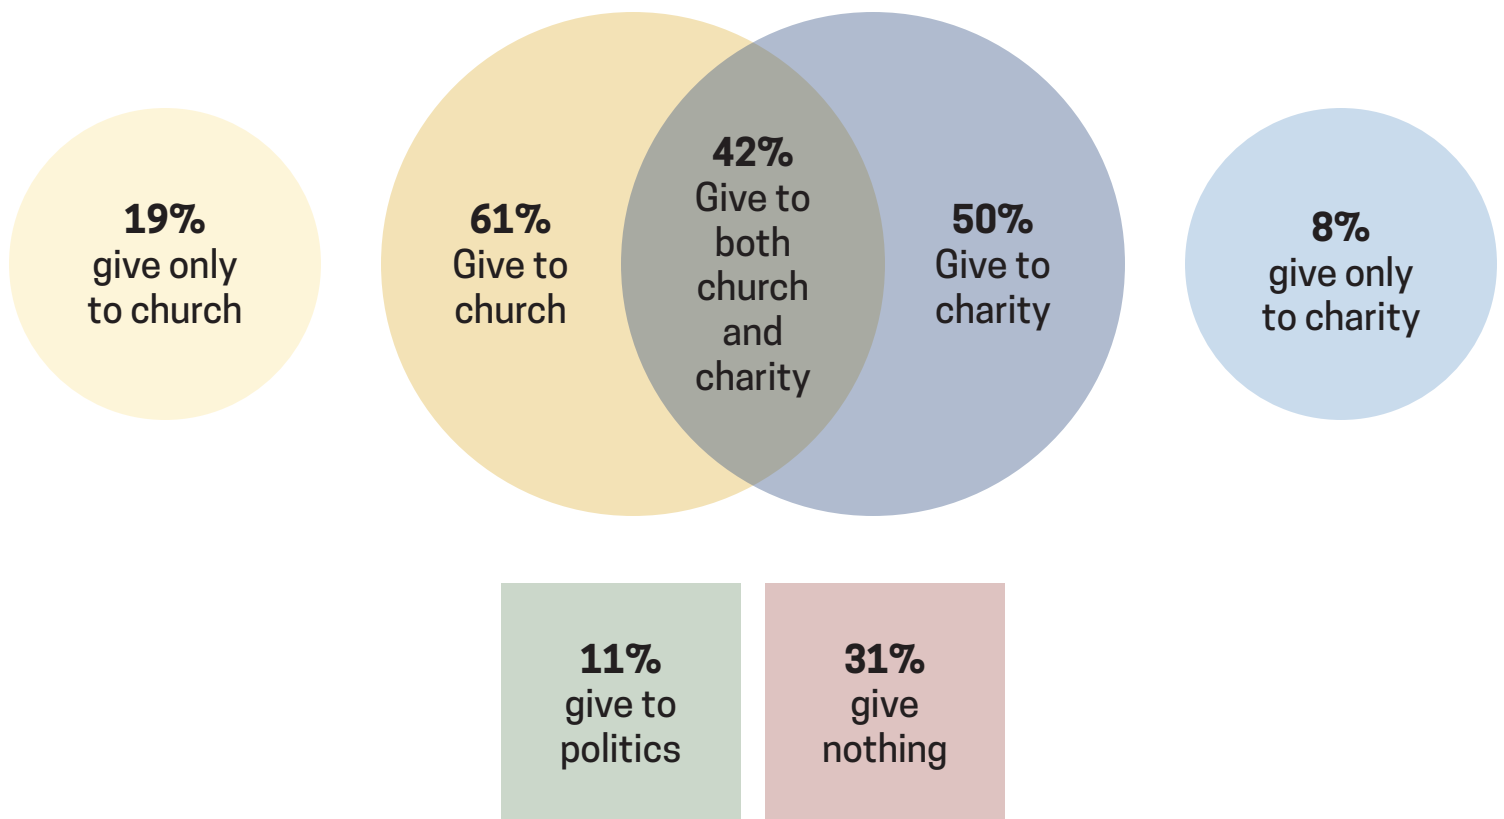 19%
give only
to church
61%
Give to
church
42%
Give to
both
church
and
charity
50%
Give to
charity
8%
give only
to charity
11%
give to
politics
31%
give
nothing